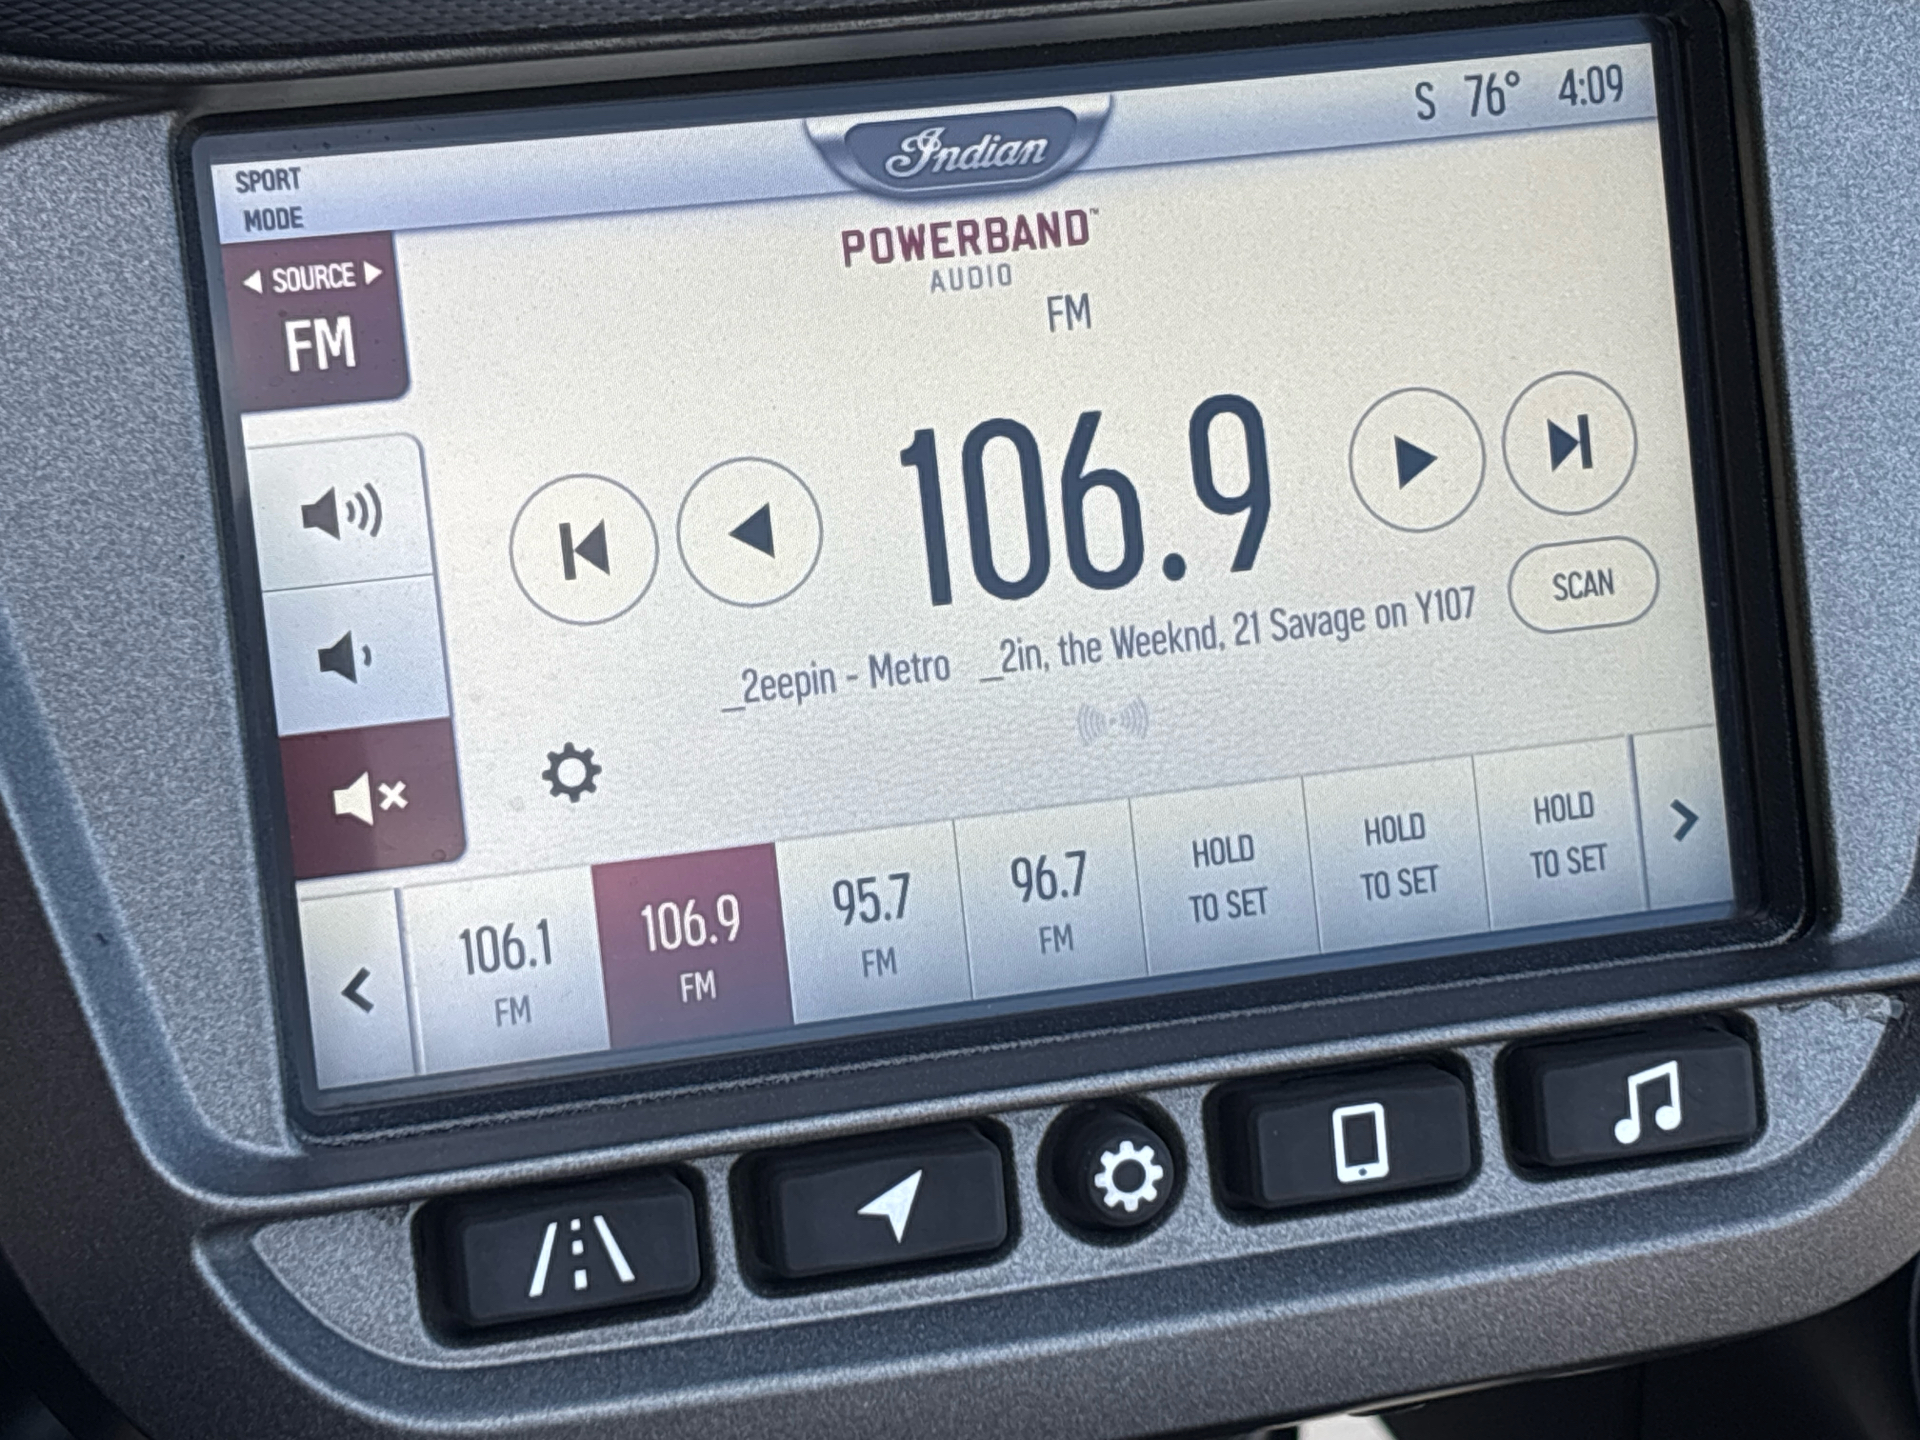 S 76° 4:09
Indian
SPORT
MODE
POWERBAND™
AUDIO
SOURCE
FM
FM
106.9
SCAN
_2eepin - Metro _2in, the Weeknd, 21 Savage on Y107
106.1
FM
106.9
FM
95.7
FM
96.7
FM
HOLD
TO SET
HOLD
TO SET
HOLD
TO SET